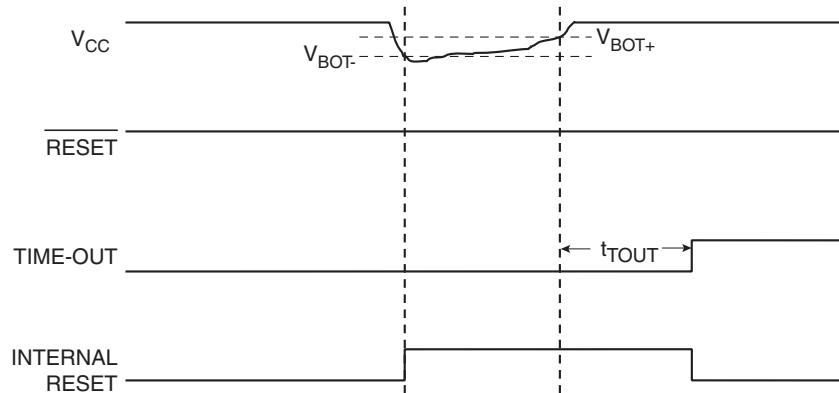 VCC
VBOT-
VBOT+
RESET
TIME-OUT
tTOUT
INTERNAL
RESET